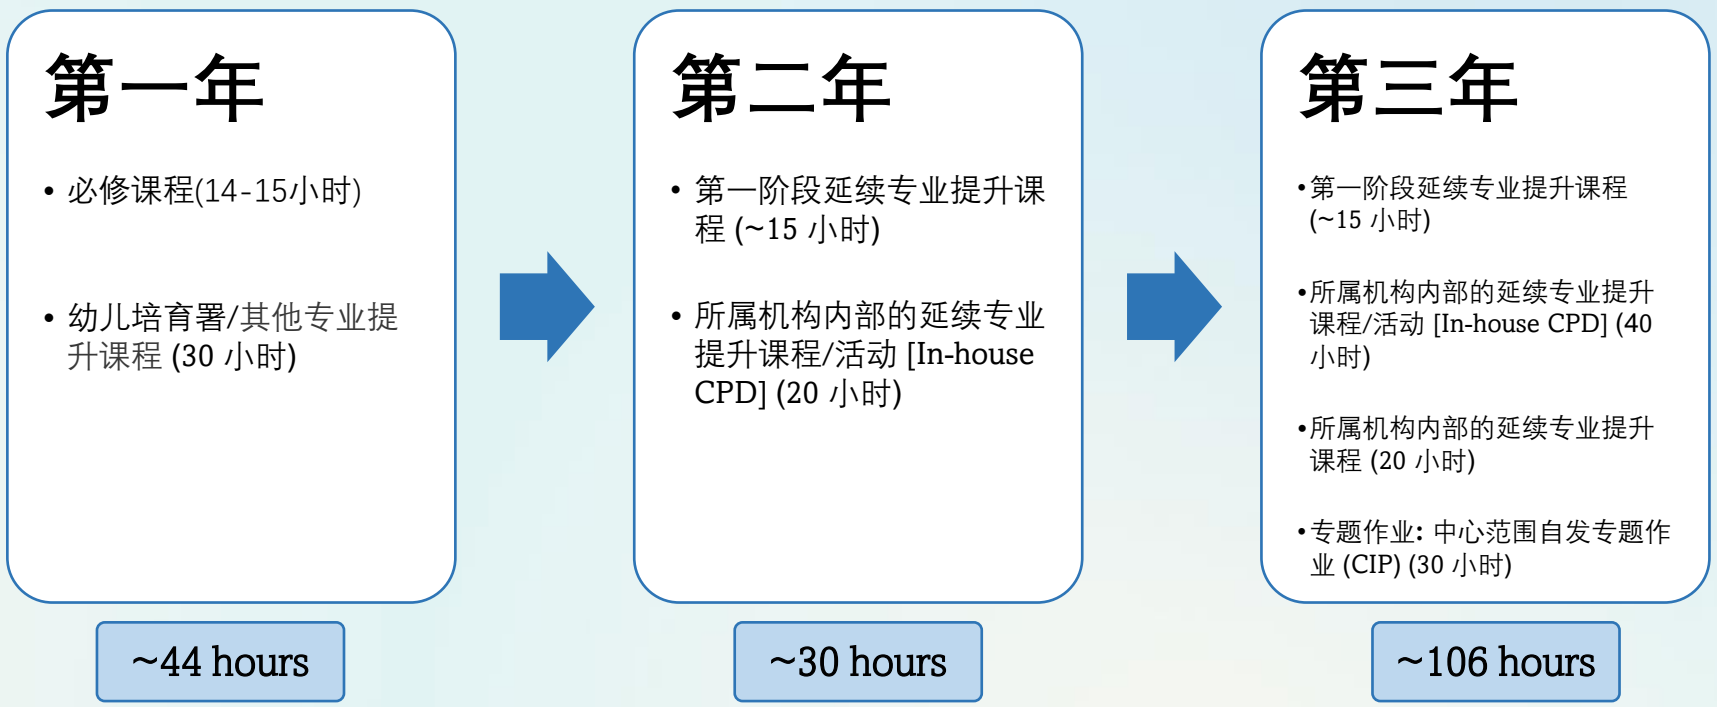 第一年
• 必修课程(14-15小时)
• 幼儿培育署/其他专业提
升课程 (30 小时)
~44 hours
第二年
• 第一阶段延续专业提升课
程 (~15 小时)
• 所属机构内部的延续专业
提升课程/活动 [In-house
CPD] (20 小时)
~30 hours
第三年
•第一阶段延续专业提升课程
(~15 小时)
•所属机构内部的延续专业提升
课程/活动 [In-house CPD] (40
小时)
•所属机构内部的延续专业提升
课程 (20 小时)
•专题作业: 中心范围自发专题作
业 (CIP) (30 小时)
~106 hours